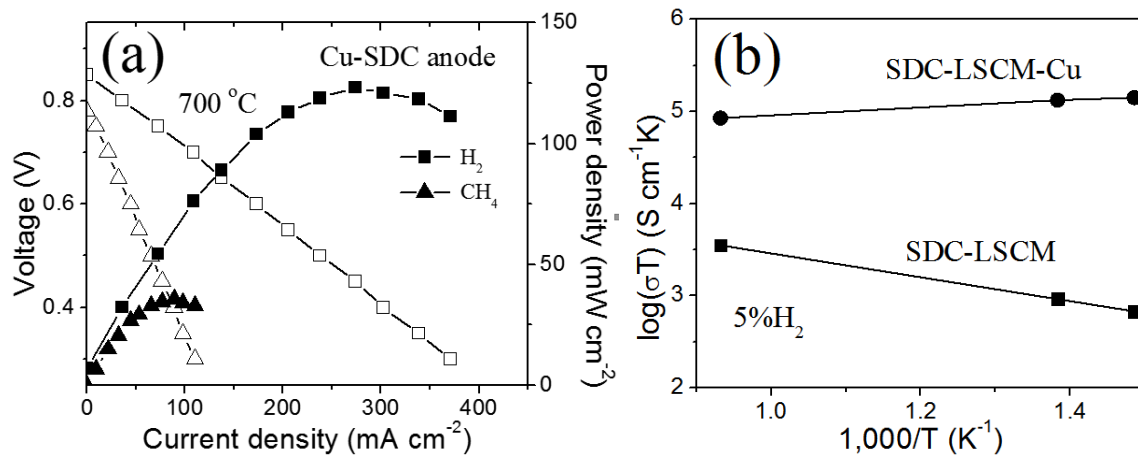 (a)
Cu-SDC anode
700 °C
H₂
CH₄
Voltage (V)
0.8
0.6
0.4
0
100
200
300
400
Current density (mA cm⁻²)
150
100
50
0
Power density (mW cm⁻²)
(b)
SDC-LSCM-Cu
SDC-LSCM
5%H₂
log(σT) (S cm⁻¹K)
6
5
4
3
2
1.0
1.2
1.4
1,000/T (K⁻¹)